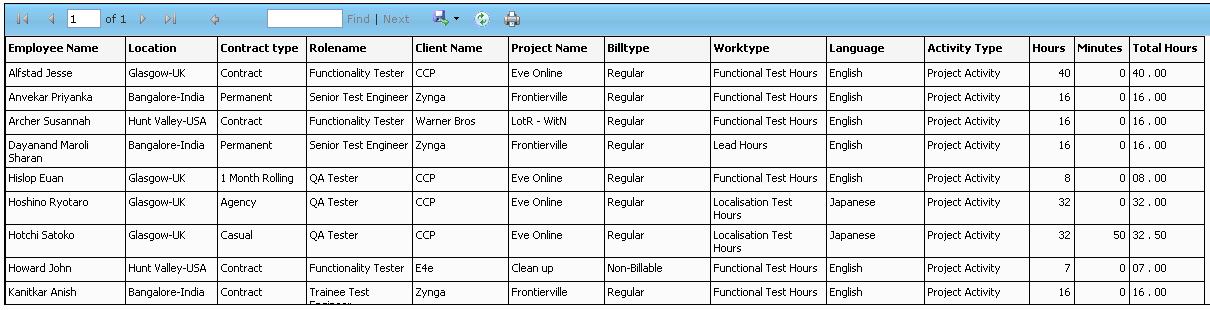 1 of 1 Find | Next
Employee Name Location Contract type Rolename Client Name Project Name Billtype Worktype Language Activity Type Hours Minutes Total Hours
Alfstad Jesse Glasgow-UK Contract Functionality Tester CCP Eve Online Regular Functional Test Hours English Project Activity 40 0 40 . 00
Anvekar Priyanka Bangalore-India Permanent Senior Test Engineer Zynga Frontierville Regular Functional Test Hours English Project Activity 16 0 16 . 00
Archer Susannah Hunt Valley-USA Contract Functionality Tester Warner Bros LotR - WitN Regular Functional Test Hours English Project Activity 16 0 16 . 00
Dayanand Maroli Bangalore-India Permanent Senior Test Engineer Zynga Frontierville Regular Lead Hours English Project Activity 16 0 16 . 00
Sharan
Hislop Euan Glasgow-UK 1 Month Rolling QA Tester CCP Eve Online Regular Functional Test Hours English Project Activity 8 0 08 . 00
Hoshino Ryotaro Glasgow-UK Agency QA Tester CCP Eve Online Regular Localisation Test Japanese Project Activity 32 0 32 . 00
Hours
Hotchi Satoko Glasgow-UK Casual QA Tester CCP Eve Online Regular Localisation Test Japanese Project Activity 32 50 32 . 50
Hours
Howard John Hunt Valley-USA Contract Functionality Tester E4e Clean up Non-Billable Functional Test Hours English Project Activity 7 0 07 . 00
Kanitkar Anish Bangalore-India Contract Trainee Test Zynga Frontierville Regular Functional Test Hours English Project Activity 16 0 16 . 00